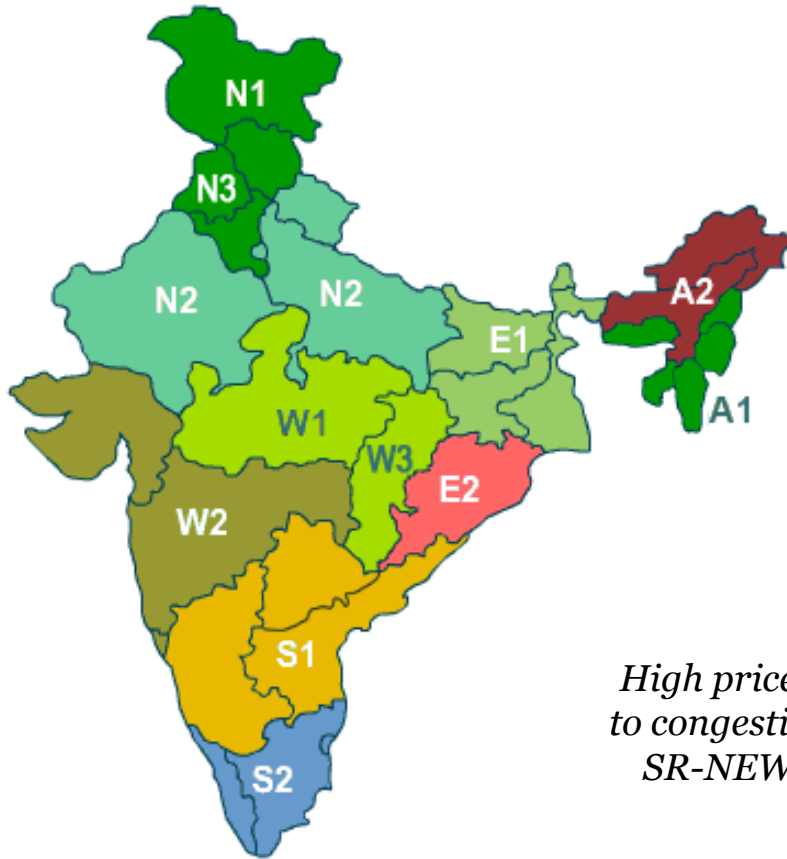 N1
N3
N2
N2
E1
A2
A1
W1
W3
E2
W2
S1
S2
High price
to congesti
SR-NEW